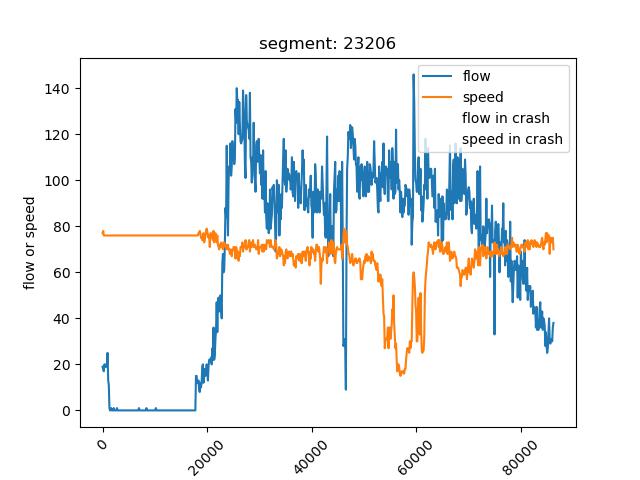 segment: 23206
flow
speed
flow in crash
speed in crash
flow or speed
140
120
100
80
60
40
20
0
0
20000
40000
60000
80000